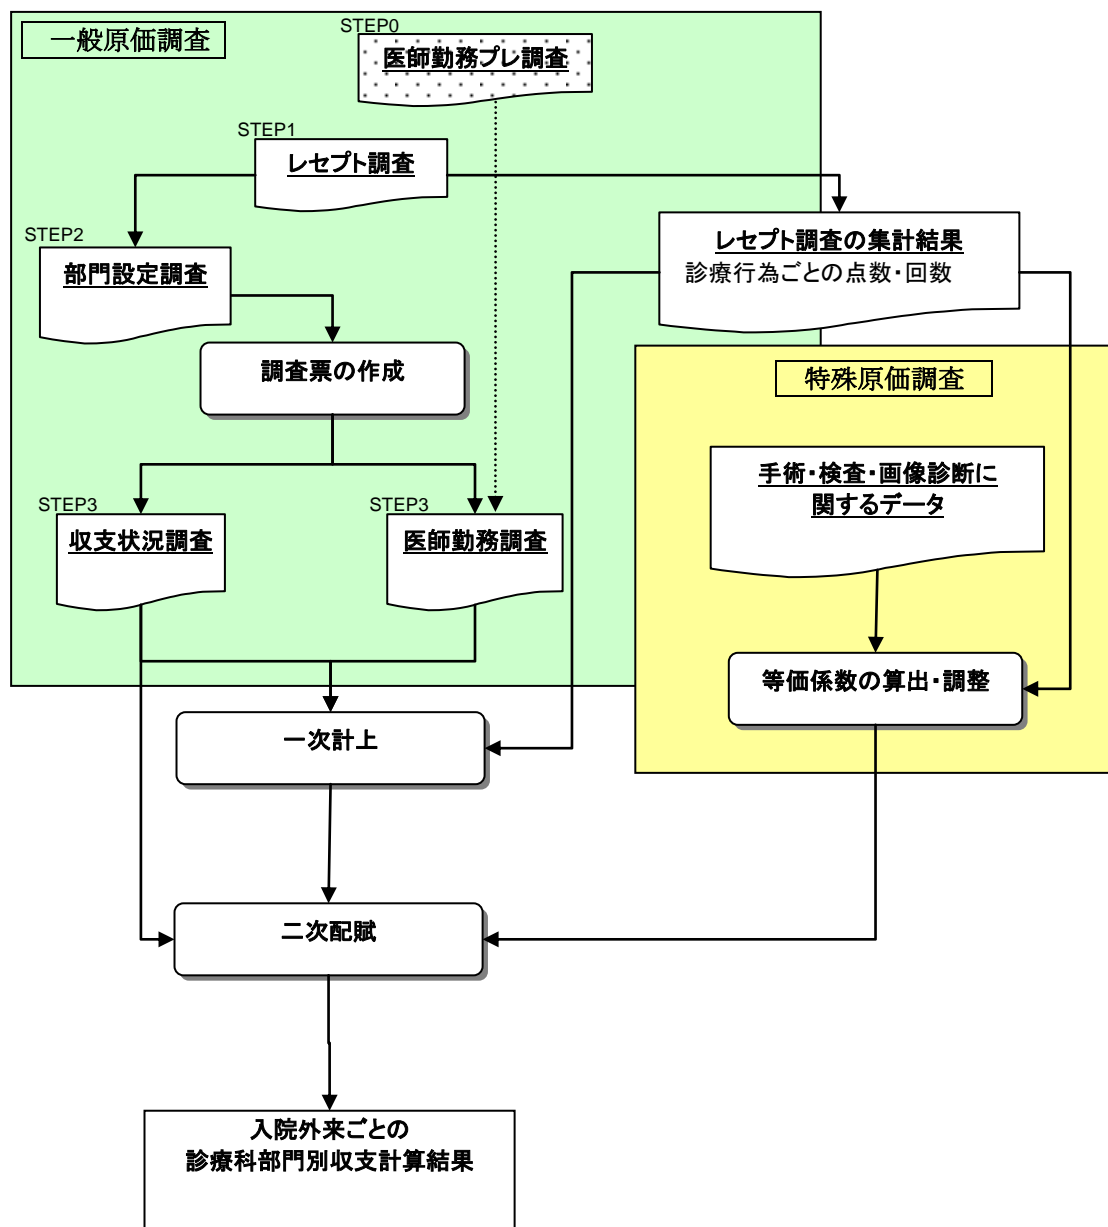 一般原価調査
STEP0
医師勤務プレ調査
STEP1
レセプト調査
STEP2
部門設定調査
レセプト調査の集計結果
診療行為ごとの点数・回数
調査票の作成
特殊原価調査
手術・検査・画像診断に
関するデータ
STEP3
収支状況調査
STEP3
医師勤務調査
等価係数の算出・調整
一次計上
二次配賦
入院外来ごとの
診療科部門別収支計算結果